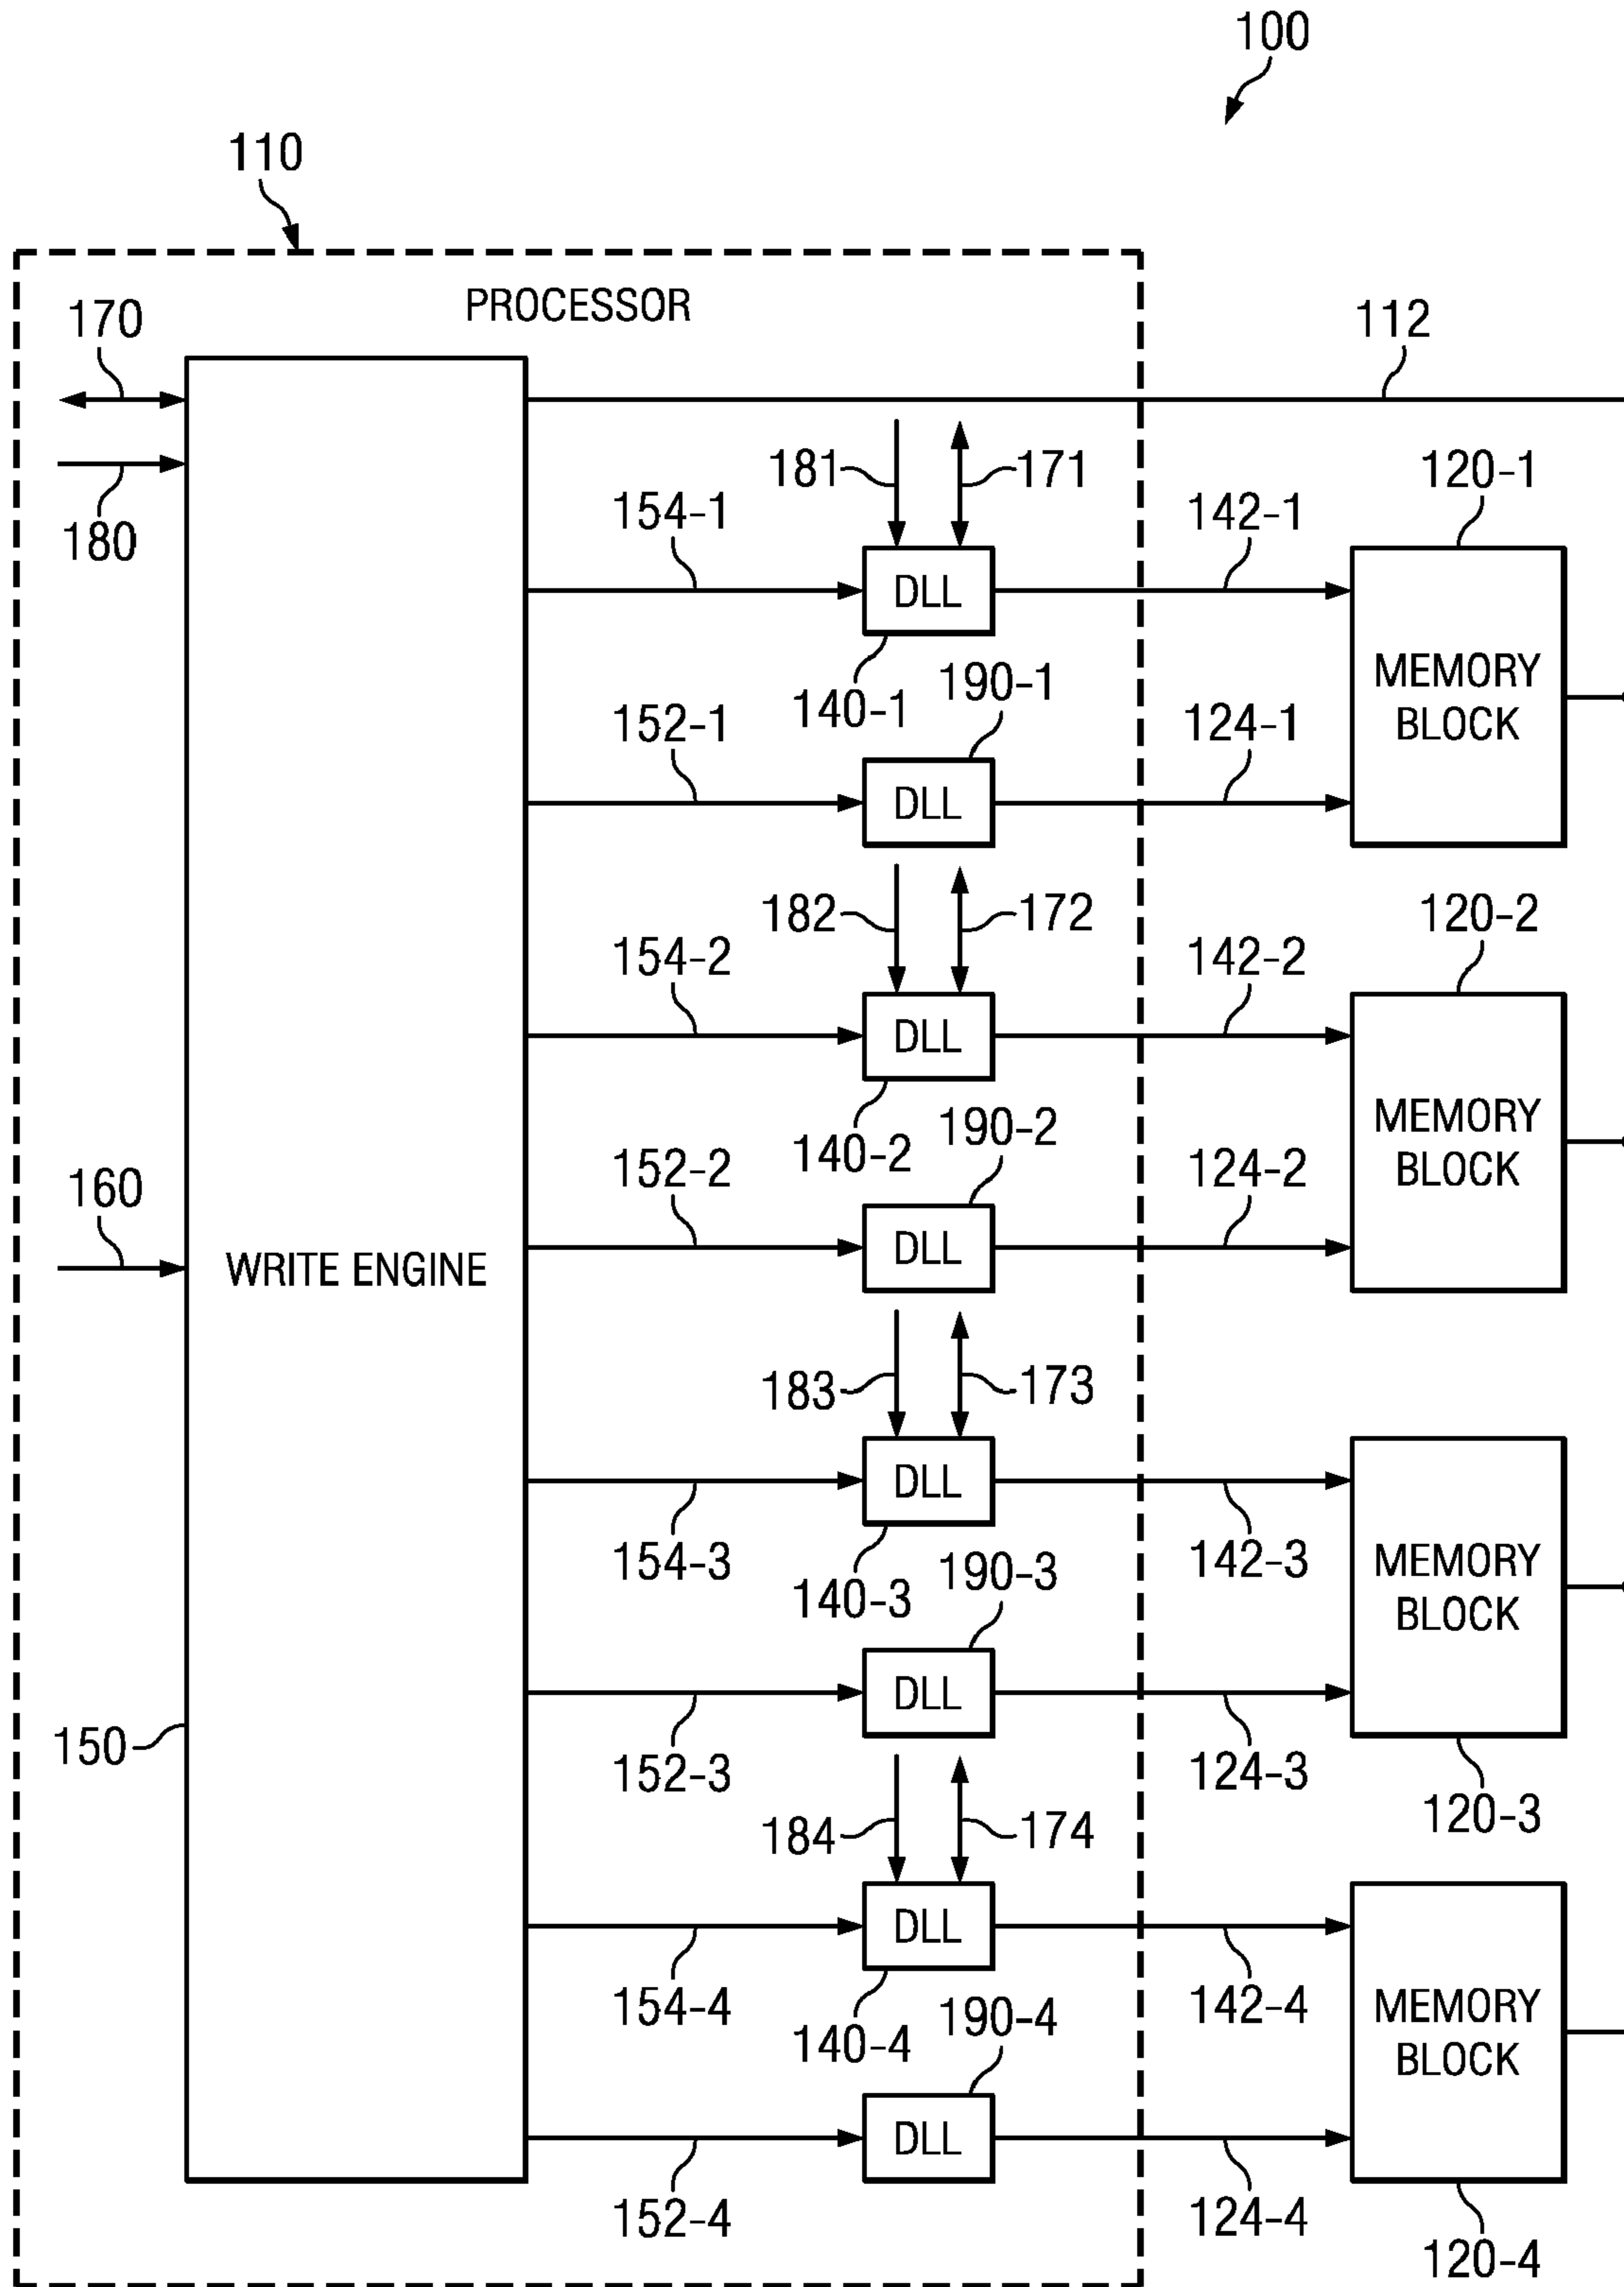 100
110
PROCESSOR
170
112
181
171
120-1
154-1
142-1
180
DLL
MEMORY
BLOCK
140-1
190-1
152-1
124-1
DLL
182
172
120-2
154-2
142-2
DLL
MEMORY
BLOCK
140-2
190-2
152-2
124-2
160
WRITE ENGINE
DLL
183
173
DLL
154-3
142-3
MEMORY
BLOCK
140-3
190-3
DLL
150
152-3
124-3
120-3
184
174
DLL
154-4
142-4
MEMORY
BLOCK
140-4
190-4
DLL
152-4
124-4
120-4